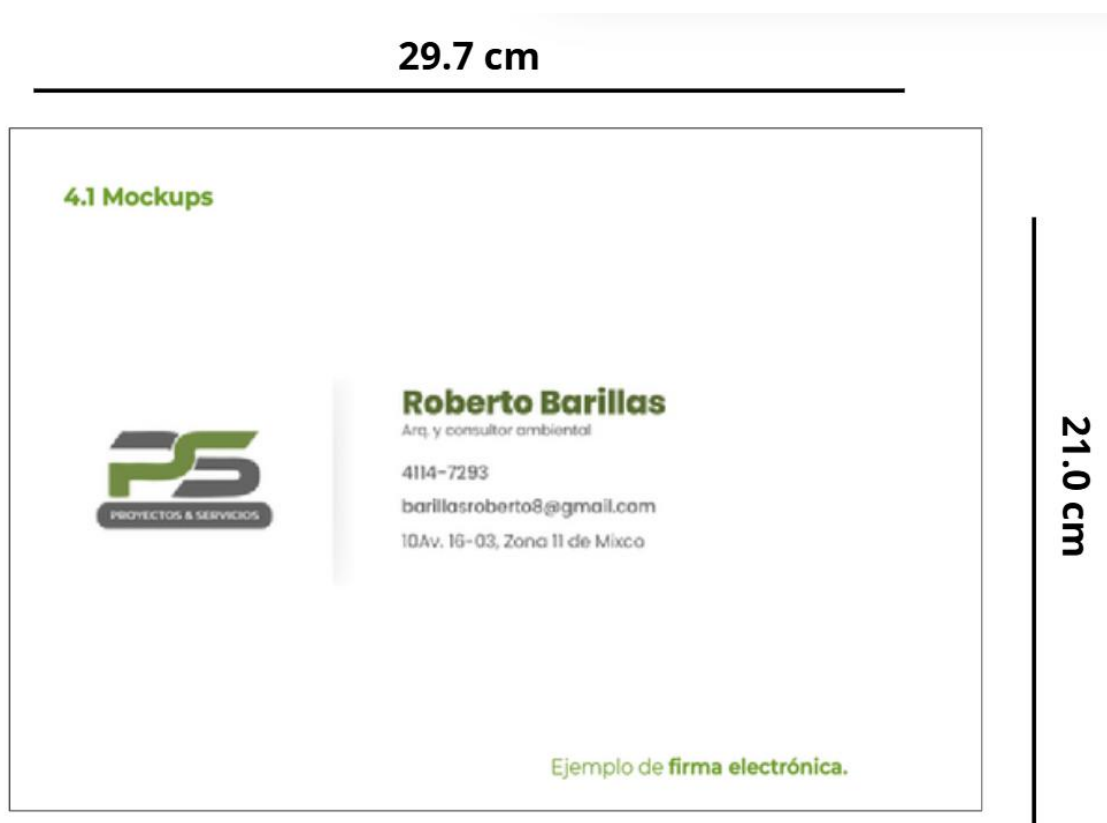 29.7 cm
4.1 Mockups
Roberto Barillas
Arq. y consultor ambiental
4114-7293
barillasroberto8@gmail.com
10Av. 16-03, Zona 11 de Mixco
PS
PROYECTOS & SERVICIOS
21.0 cm
Ejemplo de firma electrónica.